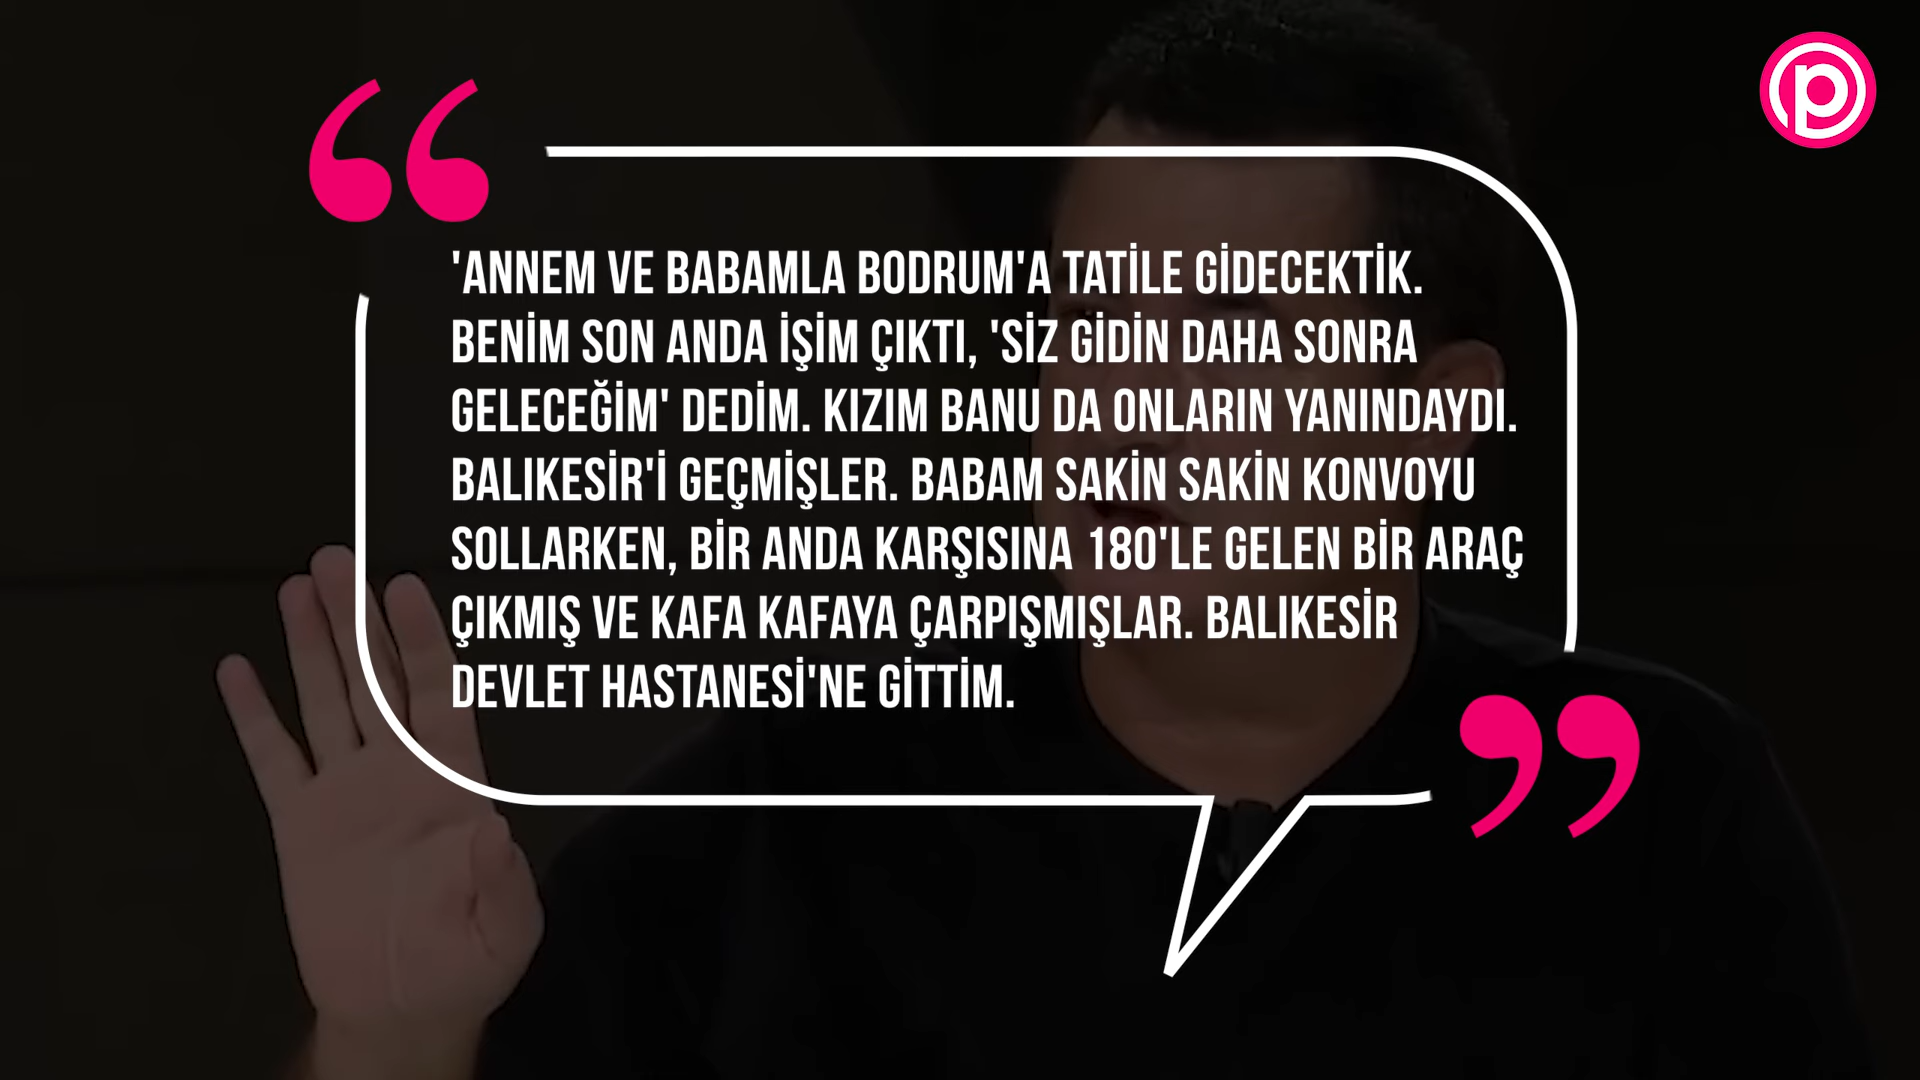 'ANNEM VE BABAMLA BODRUM'A TATİLE GİDECEKTİK.
BENİM SON ANDA İŞİM ÇIKTI, 'SİZ GİDİN DAHA SONRA
GELECEĞİM' DEDİM. KIZIM BANU DA ONLARIN YANINDAYDI.
BALIKESİR'İ GEÇMİŞLER. BABAM SAKİN SAKİN KONVOYU
SOLLARKEN, BİR ANDA KARŞISINA 180'LE GELEN BİR ARAÇ
ÇIKMIŞ VE KAFA KAFAYA ÇARPIŞMIŞLAR. BALIKESİR
DEVLET HASTANESİ'NE GİTTİM.